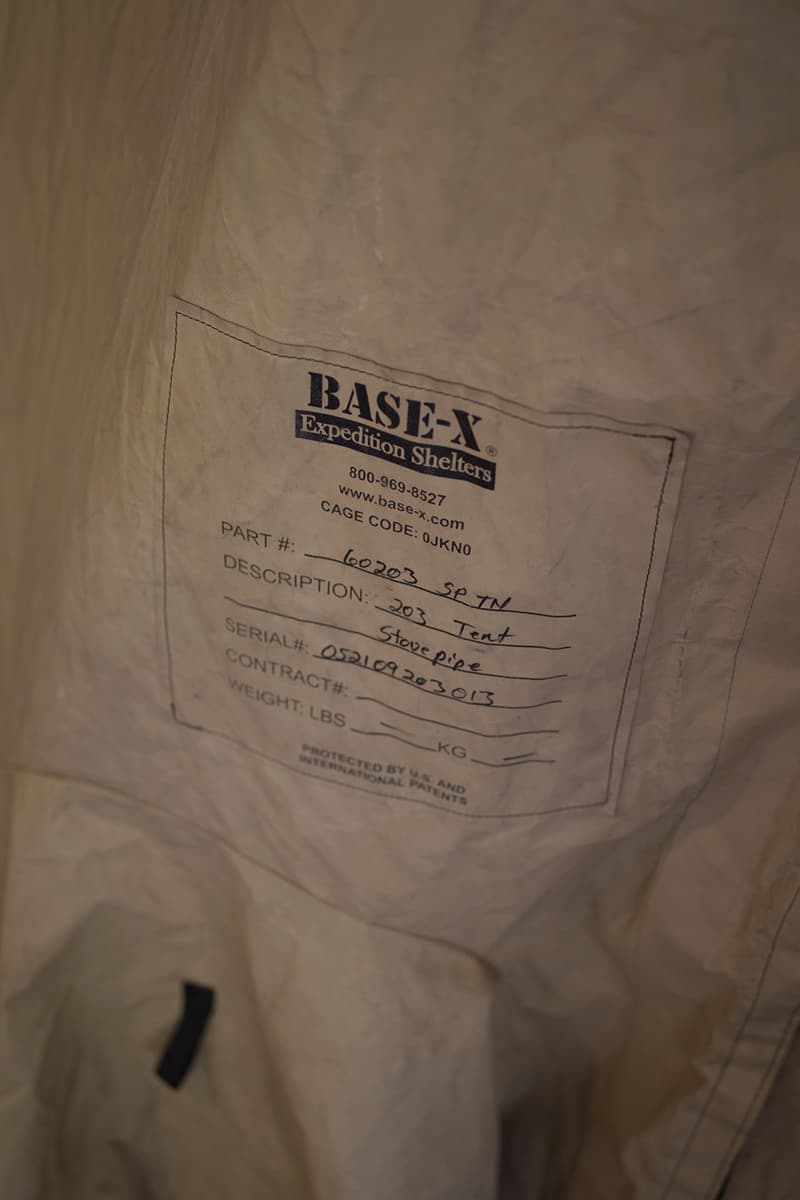 BASE-X®
Expedition Shelters
800-969-8527
www.base-x.com
CAGE CODE: 0JKN0
PART #: 60203 SP TN
DESCRIPTION: 203 Tent
Stovepipe
SERIAL#: 052109203013
CONTRACT#:
WEIGHT: LBS — KG —
PROTECTED BY U.S. AND
INTERNATIONAL PATENTS